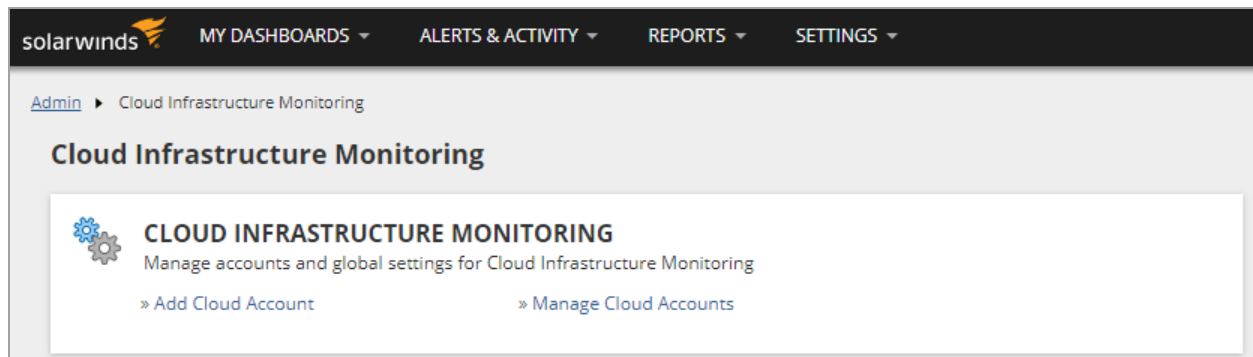 solarwinds MY DASHBOARDS ALERTS & ACTIVITY REPORTS SETTINGS
Admin ▸ Cloud Infrastructure Monitoring
Cloud Infrastructure Monitoring
CLOUD INFRASTRUCTURE MONITORING
Manage accounts and global settings for Cloud Infrastructure Monitoring
» Add Cloud Account » Manage Cloud Accounts